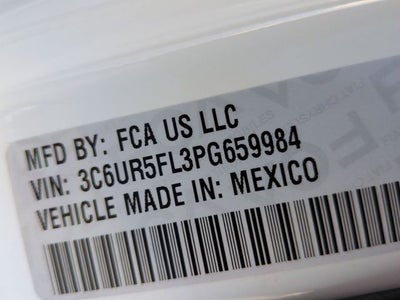 MFD BY: FCA US LLC
VIN: 3C6UR5FL3PG659984
VEHICLE MADE IN: MEXICO